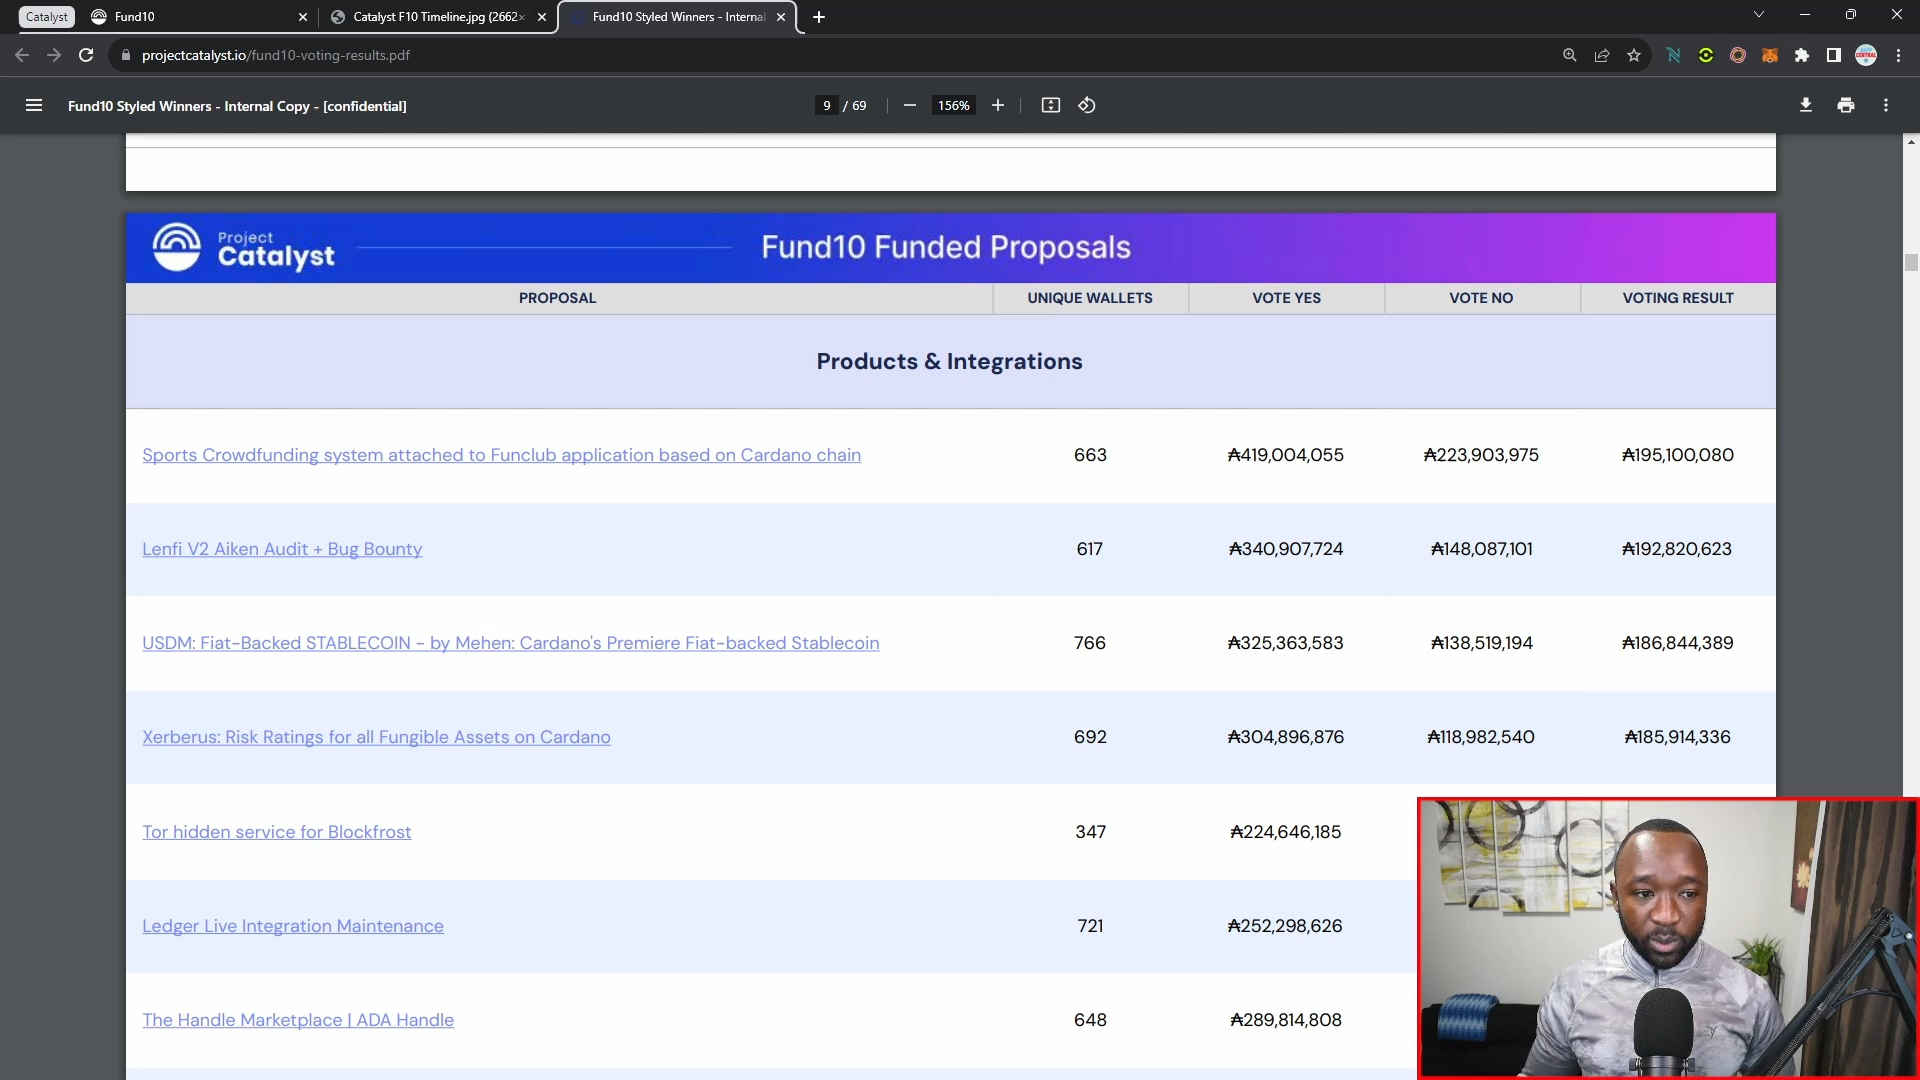 Catalyst
Fund10
Catalyst F10 Timeline.jpg (2662×
Fund10 Styled Winners - Internal
projectcatalyst.io/fund10-voting-results.pdf
Fund10 Styled Winners - Internal Copy - [confidential]
9 / 69
156%
Project
Catalyst
Fund10 Funded Proposals
PROPOSAL UNIQUE WALLETS VOTE YES VOTE NO VOTING RESULT
Products & Integrations
Sports Crowdfunding system attached to Funclub application based on Cardano chain 663 ₳419,004,055 ₳223,903,975 ₳195,100,080
Lenfi V2 Aiken Audit + Bug Bounty 617 ₳340,907,724 ₳148,087,101 ₳192,820,623
USDM: Fiat-Backed STABLECOIN - by Mehen: Cardano's Premiere Fiat-backed Stablecoin 766 ₳325,363,583 ₳138,519,194 ₳186,844,389
Xerberus: Risk Ratings for all Fungible Assets on Cardano 692 ₳304,896,876 ₳118,982,540 ₳185,914,336
Tor hidden service for Blockfrost 347 ₳224,646,185
Ledger Live Integration Maintenance 721 ₳252,298,626
The Handle Marketplace | ADA Handle 648 ₳289,814,808